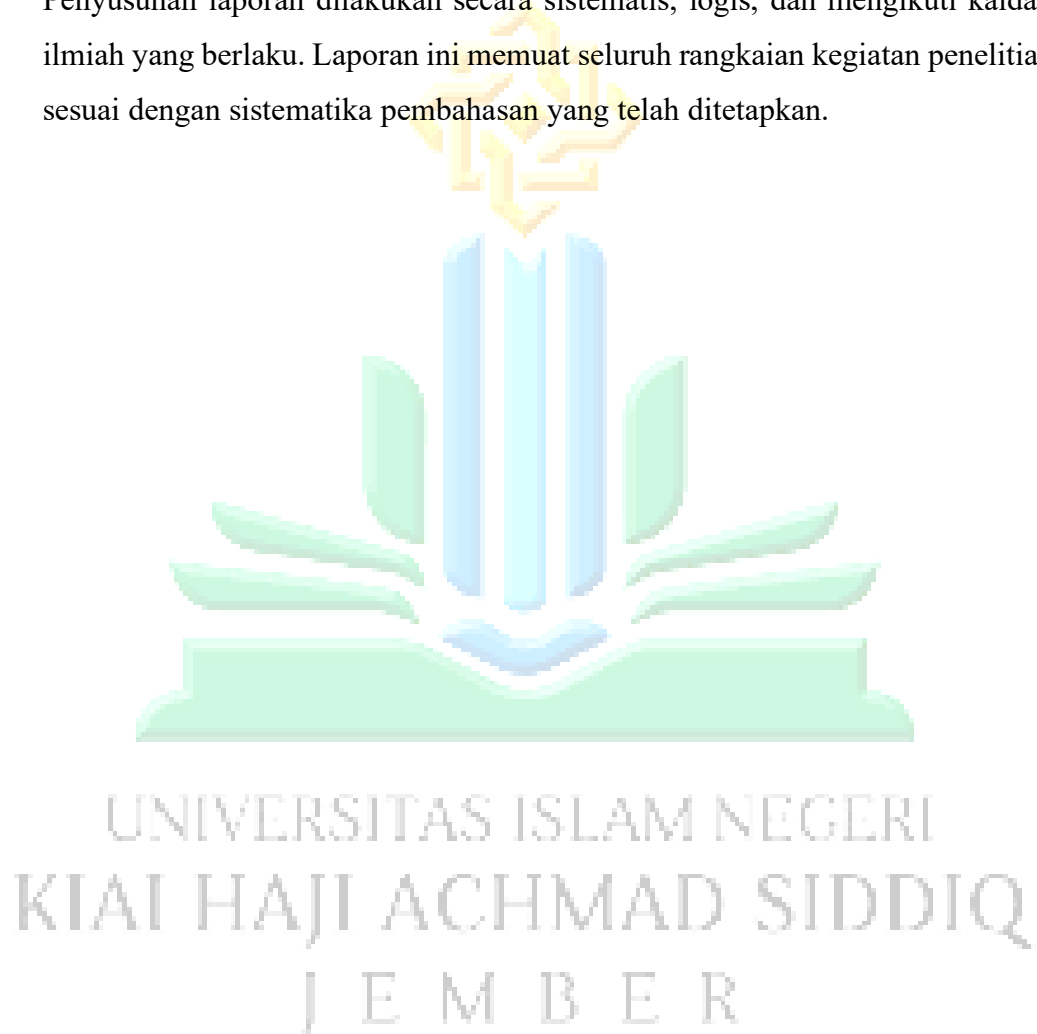 Penyusunan laporan dilakukan secara sistematis, logis, dan mengikuti kaida
ilmiah yang berlaku. Laporan ini memuat seluruh rangkaian kegiatan penelitia
sesuai dengan sistematika pembahasan yang telah ditetapkan.
UNIVERSITAS ISLAM NEGERI
KIAI HAJI ACHMAD SIDDIQ
J E M B E R